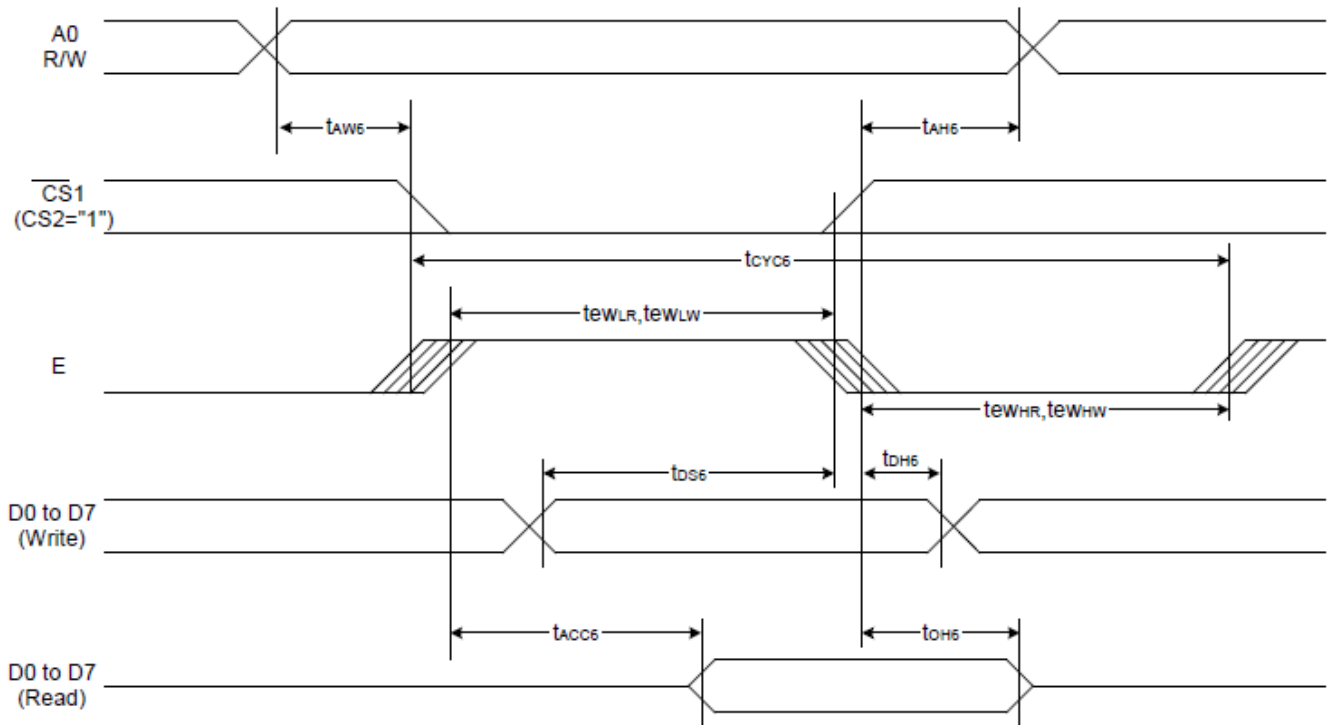 A0
R/W
tAW6
tAH6
CS1
(CS2="1")
tCYC6
tewLR,tewLW
E
tewHR,tewHW
tDS6
tDH6
D0 to D7
(Write)
tACC6
tOH6
D0 to D7
(Read)